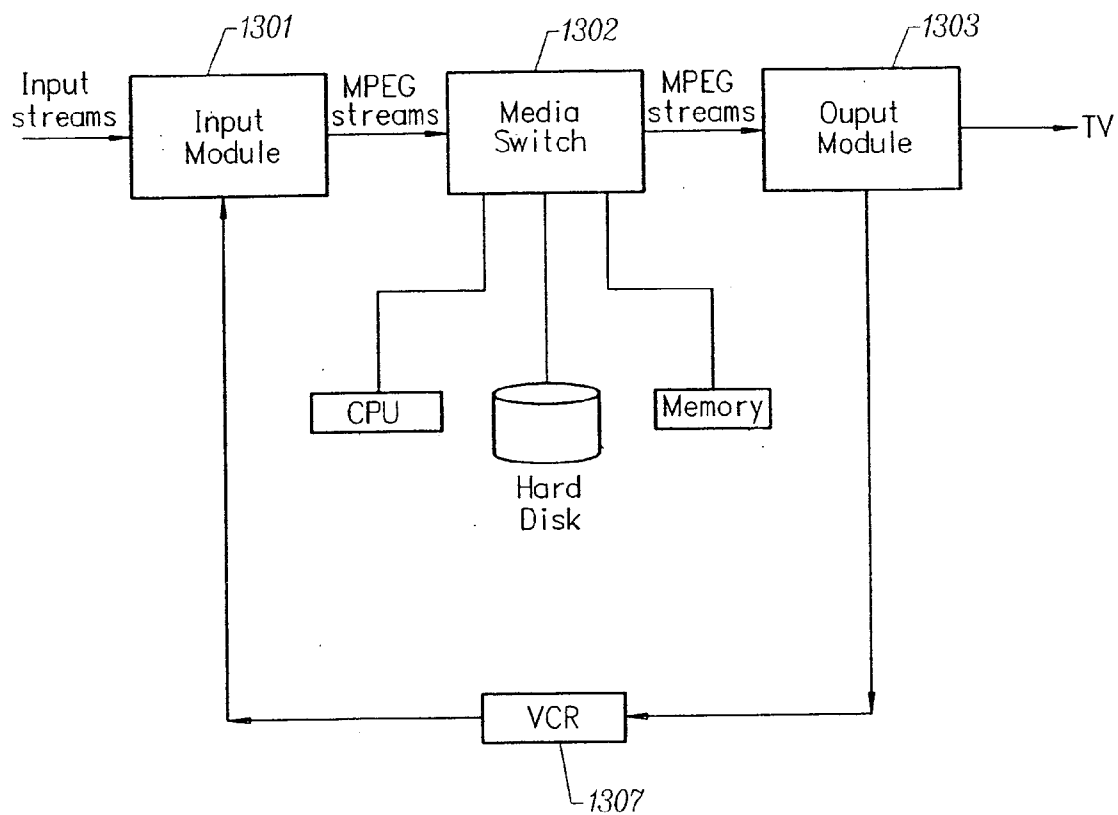 1301
1302
1303
Input
streams
Input
Module
MPEG
streams
Media
Switch
MPEG
streams
Ouput
Module
TV
CPU
Hard
Disk
Memory
VCR
1307